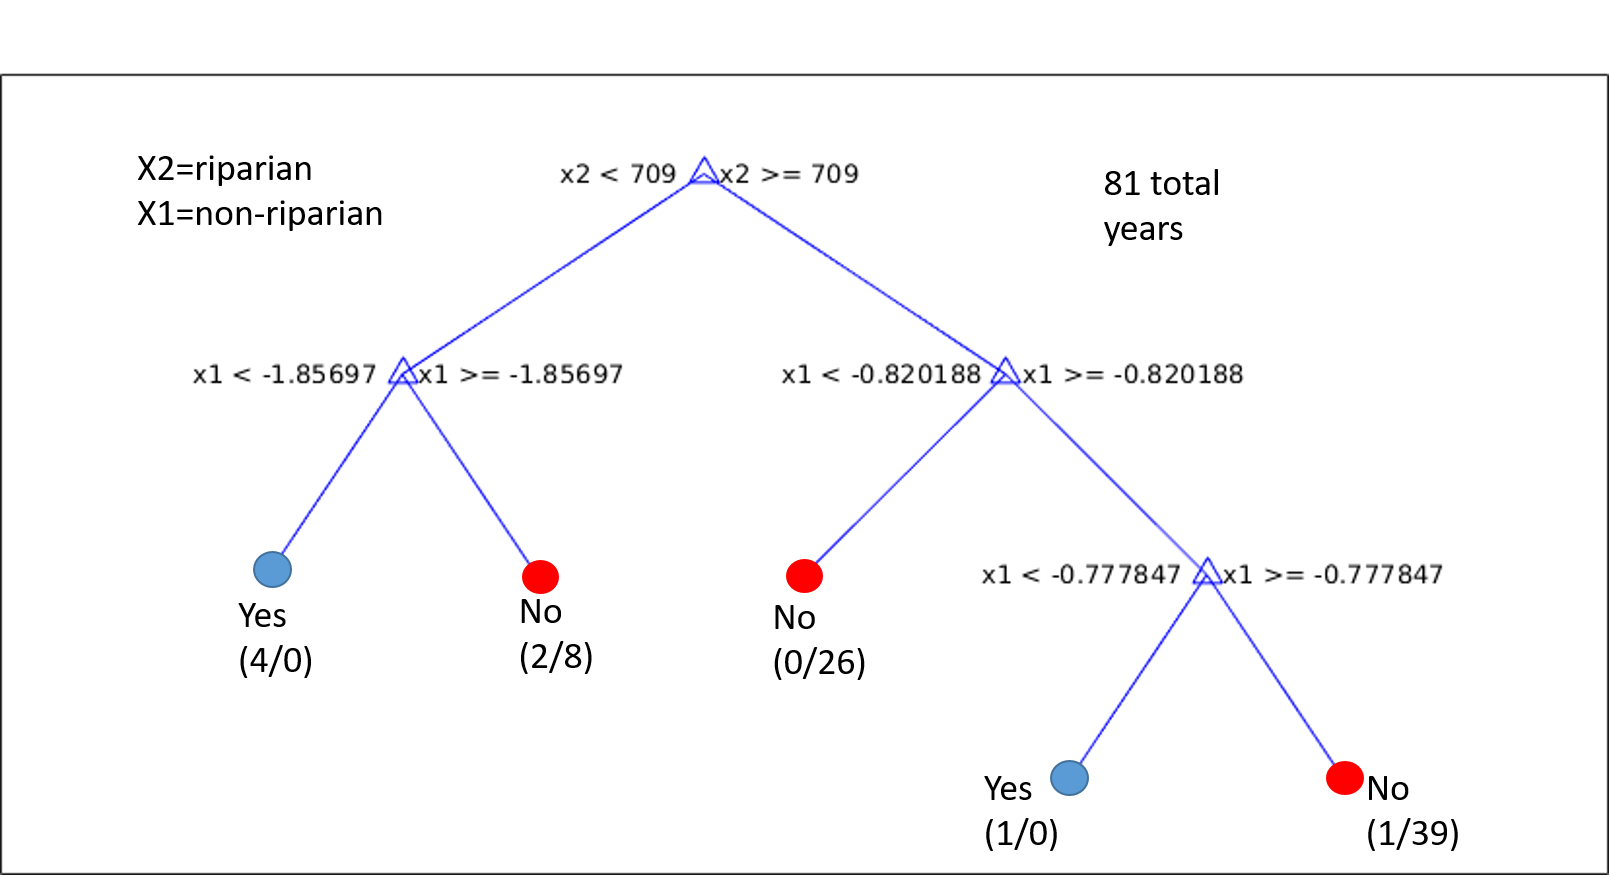 X2=riparian
X1=non-riparian
x2 < 709
x2 >= 709
81 total
years
x1 < -1.85697
x1 >= -1.85697
x1 < -0.820188
x1 >= -0.820188
Yes
(4/0)
No
(2/8)
No
(0/26)
x1 < -0.777847
x1 >= -0.777847
Yes
(1/0)
No
(1/39)